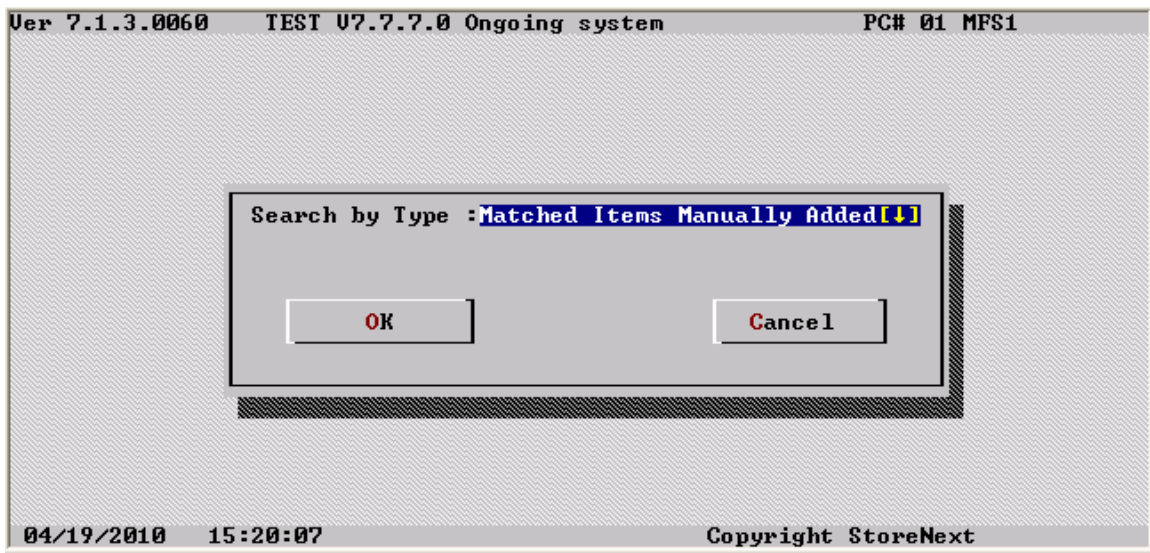 Ver 7.1.3.0060 TEST V7.7.7.0 Ongoing system PC# 01 MFS1
Search by Type :Matched Items Manually Added[↓]
OK Cancel
04/19/2010 15:20:07 Copyright StoreNext